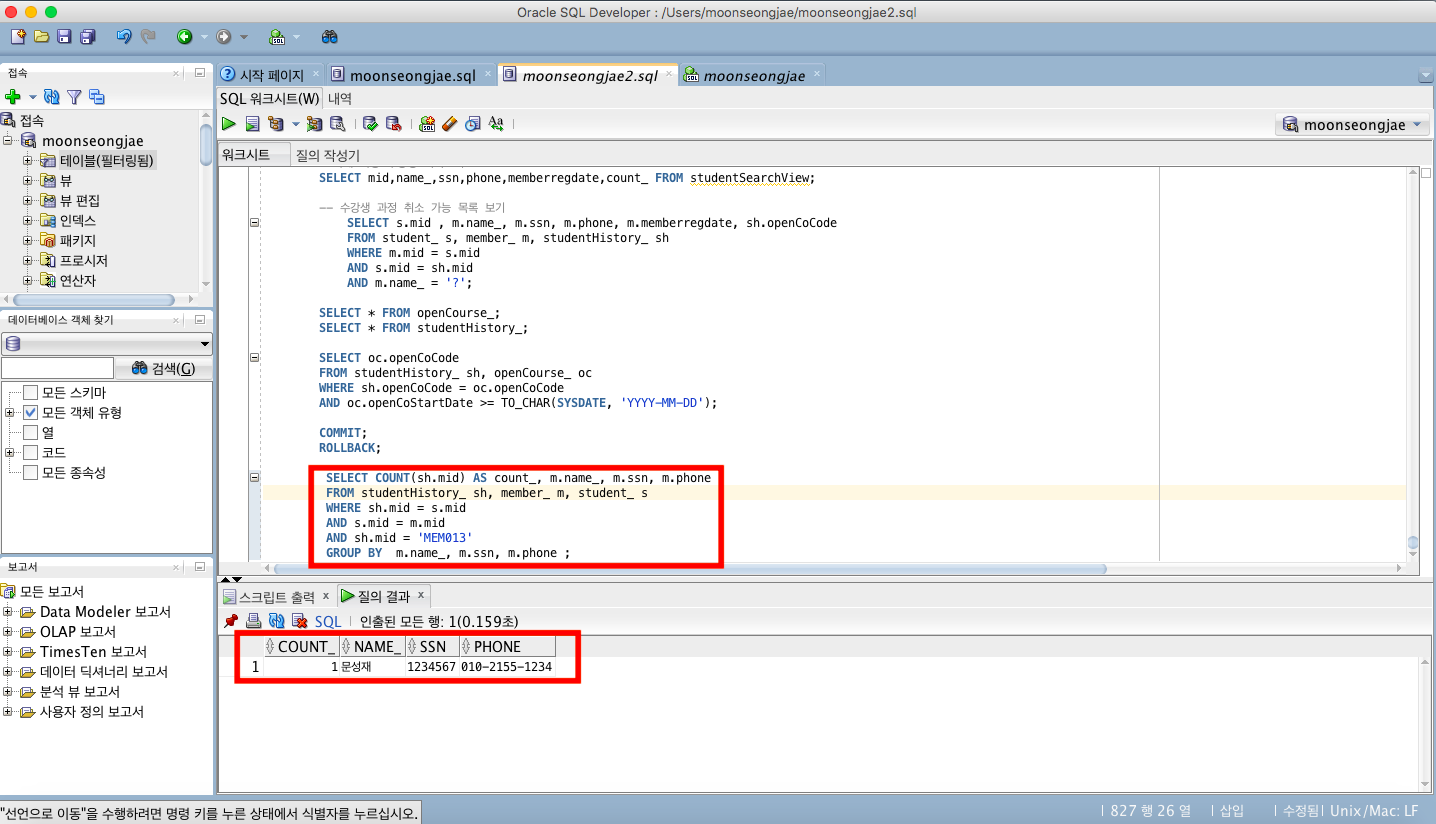 Oracle SQL Developer : /Users/moonseongjae/moonseongjae2.sql
접속
접속
moonseongjae
테이블(필터링됨)
뷰
뷰 편집
인덱스
패키지
프로시저
연산자
데이터베이스 객체 찾기
검색(G)
모든 스키마
모든 객체 유형
열
코드
모든 종속성
보고서
모든 보고서
Data Modeler 보고서
OLAP 보고서
TimesTen 보고서
데이터 딕셔너리 보고서
분석 뷰 보고서
사용자 정의 보고서
시작 페이지
moonseongjae.sql
moonseongjae2.sql
moonseongjae
SQL 워크시트(W) 내역
moonseongjae
워크시트 질의 작성기
SELECT mid,name_,ssn,phone,memberregdate,count_ FROM studentSearchView;
-- 수강생 과정 취소 가능 목록 보기
SELECT s.mid , m.name_, m.ssn, m.phone, m.memberregdate, sh.openCoCode
FROM student_ s, member_ m, studentHistory_ sh
WHERE m.mid = s.mid
AND s.mid = sh.mid
AND m.name_ = '?';
SELECT * FROM openCourse_;
SELECT * FROM studentHistory_;
SELECT oc.openCoCode
FROM studentHistory_ sh, openCourse_ oc
WHERE sh.openCoCode = oc.openCoCode
AND oc.openCoStartDate >= TO_CHAR(SYSDATE, 'YYYY-MM-DD');
COMMIT;
ROLLBACK;
SELECT COUNT(sh.mid) AS count_, m.name_, m.ssn, m.phone
FROM studentHistory_ sh, member_ m, student_ s
WHERE sh.mid = s.mid
AND s.mid = m.mid
AND sh.mid = 'MEM013'
GROUP BY  m.name_, m.ssn, m.phone ;
스크립트 출력 x 질의 결과 x
SQL | 인출된 모든 행: 1(0.159초)
COUNT_ NAME_ SSN PHONE
1 1 문성재 1234567 010-2155-1234
"선언으로 이동"을 수행하려면 명령 키를 누른 상태에서 식별자를 누르십시오.
| 827 행 26 열 | 삽입 | 수정됨| Unix/Mac: LF